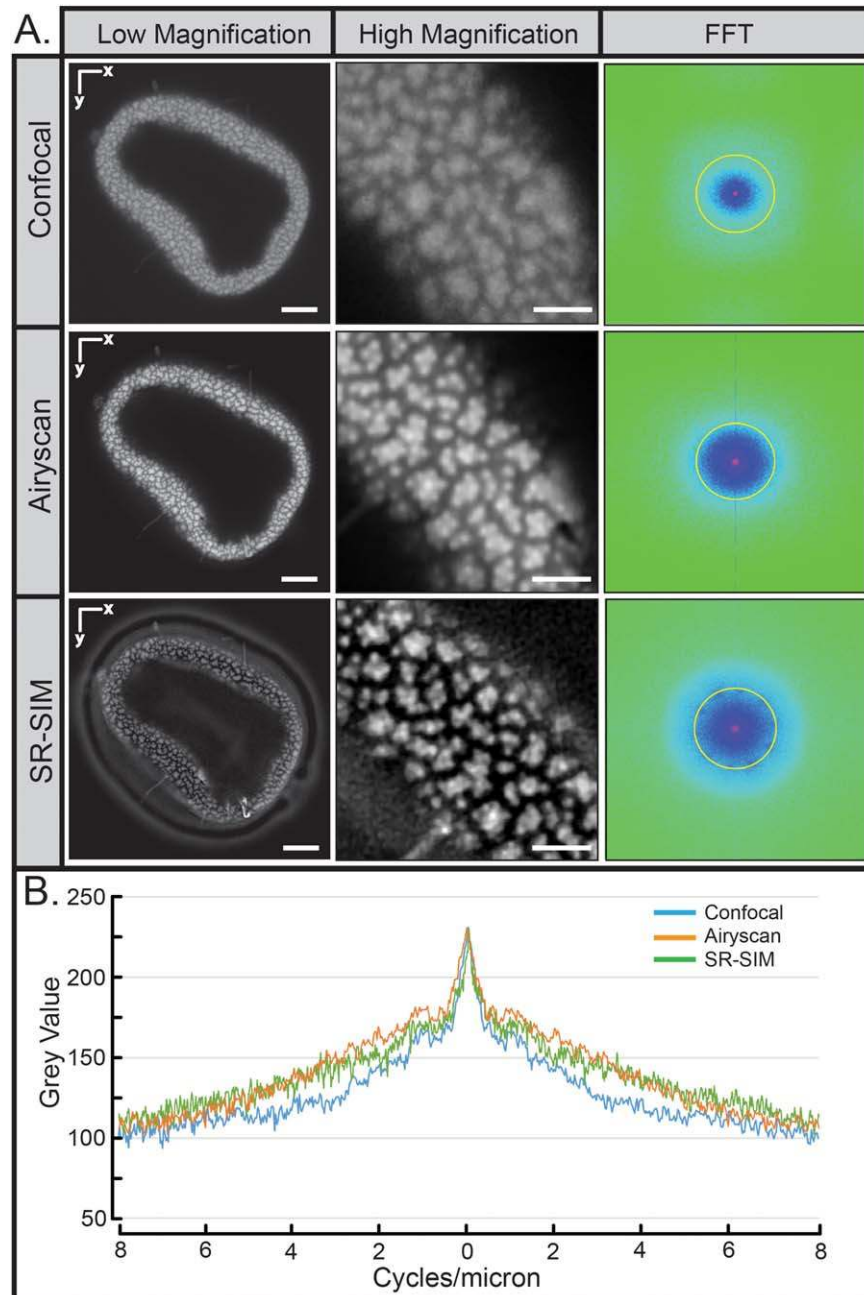 A.
Low Magnification
High Magnification
FFT
Confocal
x
y
Airyscan
x
y
SR-SIM
x
y
B.
250
200
150
100
50
Grey Value
Confocal
Airyscan
SR-SIM
8 6 4 2 0 2 4 6 8
Cycles/micron